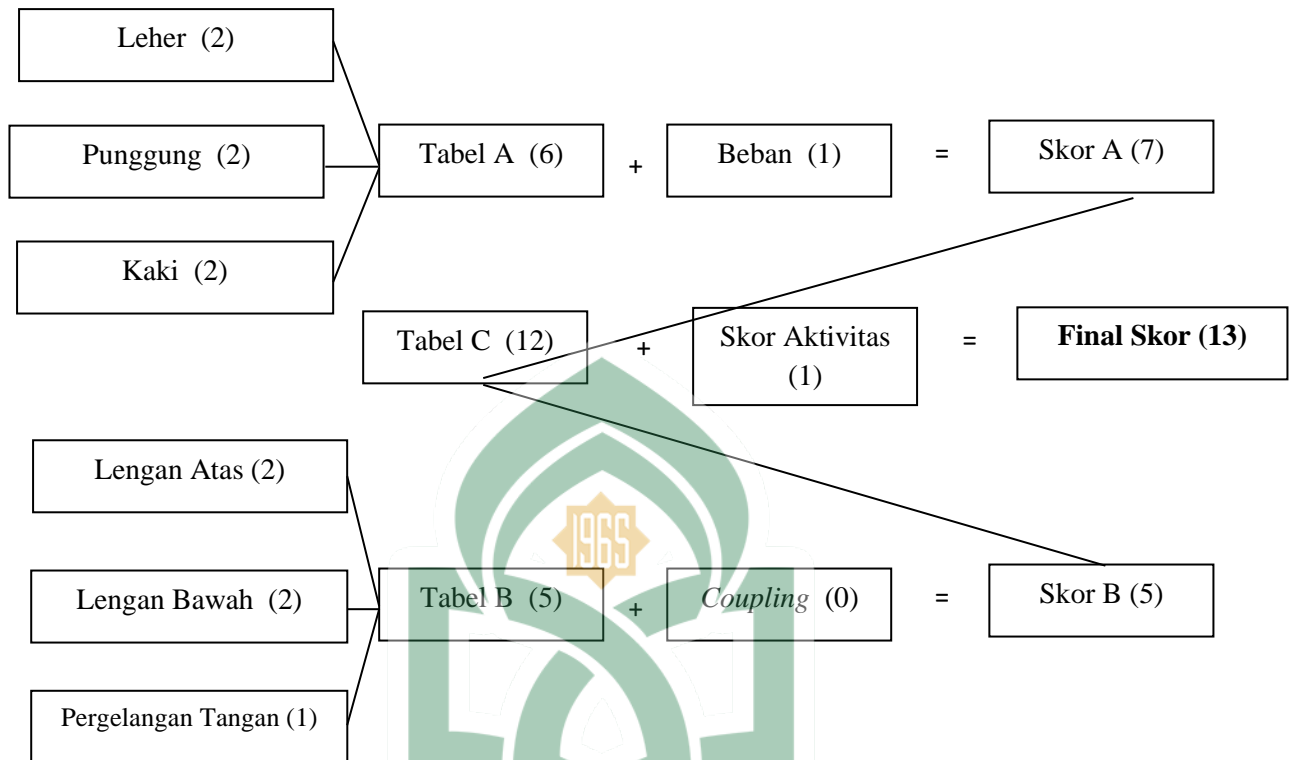 Leher (2)
Punggung (2)
Tabel A (6)
+
Beban (1)
=
Skor A (7)
Kaki (2)
Tabel C (12)
+
Skor Aktivitas
(1)
=
Final Skor (13)
Lengan Atas (2)
1965
Lengan Bawah (2)
Tabel B (5)
+
Coupling (0)
=
Skor B (5)
Pergelangan Tangan (1)